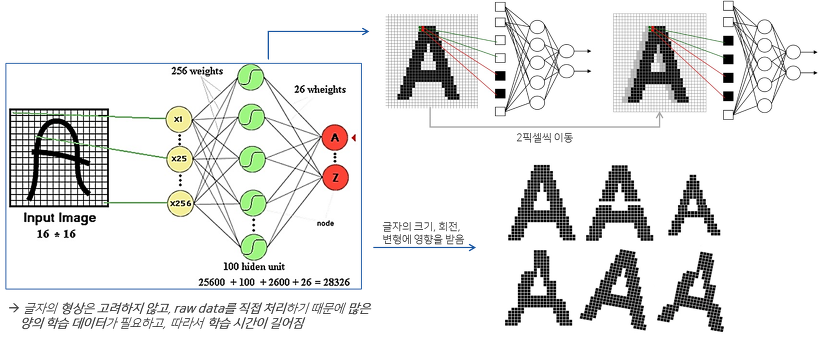 256 weights
26 wheights
x1
x25
x256
A
Z
node
Input Image
16 * 16
100 hiden unit
25600 + 100 + 2600 + 26 = 28326
2픽셀씩 이동
글자의 크기, 회전,
변형에 영향을 받음
→ 글자의 형상은 고려하지 않고, raw data를 직접 처리하기 때문에 많은
양의 학습 데이터가 필요하고, 따라서 학습 시간이 길어짐